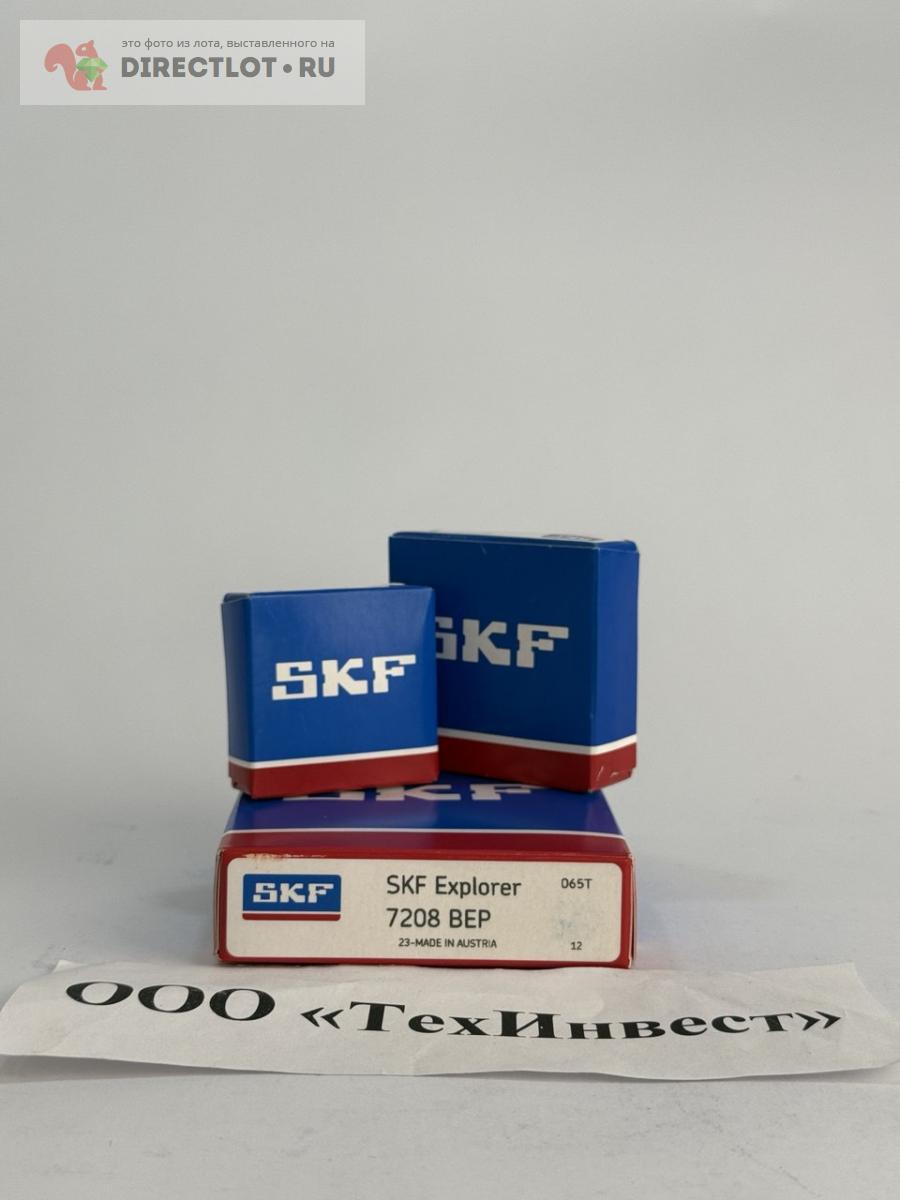 это фото из лота, выставленного на
DIRECTLOT•RU
SKF
SKF
SKF
SKF
SKF Explorer
065T
7208 BEP
23-MADE IN AUSTRIA
12
ООО «ТехИнвест»